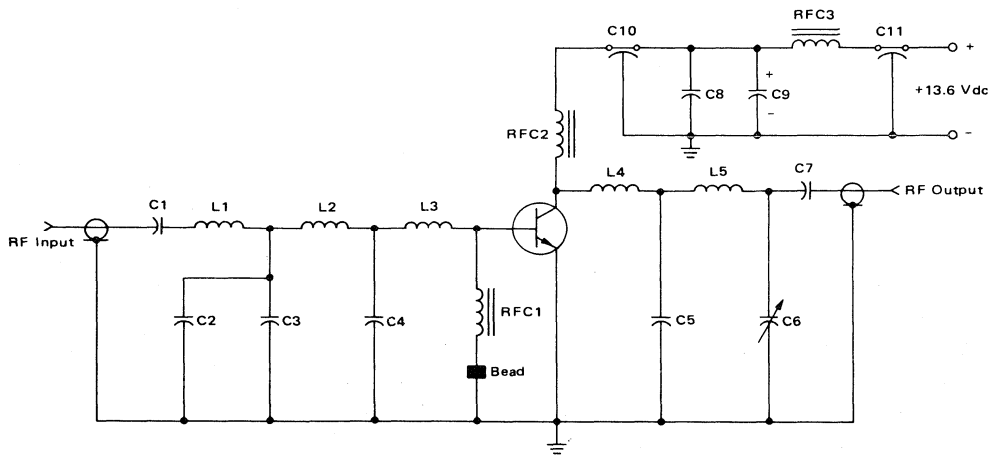 RFC3
C10
C11
+
C8
+
C9
-
+13.6 Vdc
-
RFC2
L4
L5
C7
RF Output
C1
L1
L2
L3
RF Input
C2
C3
C4
RFC1
C5
C6
Bead